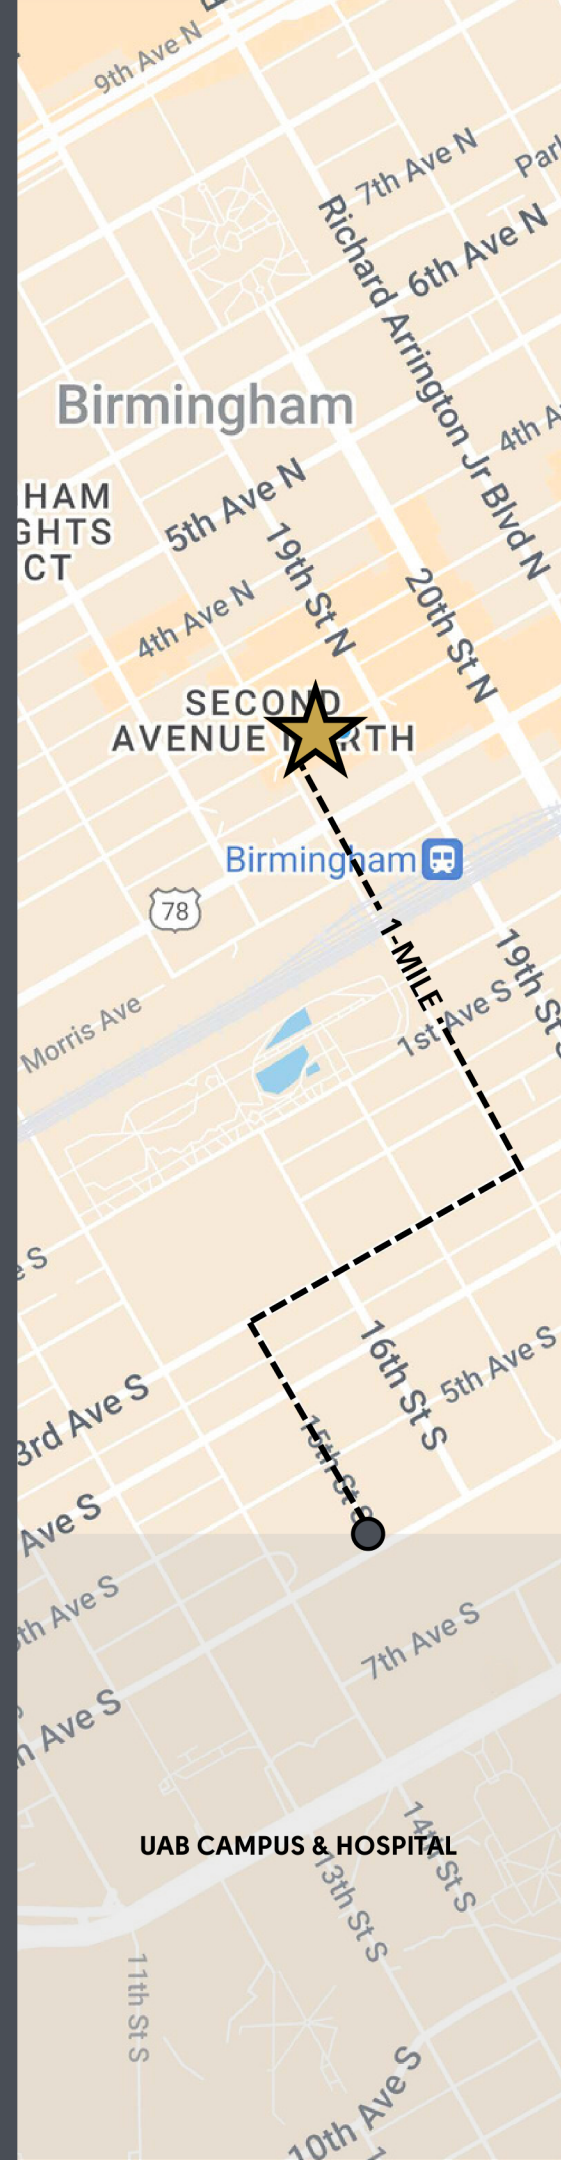 9th Ave N
7th Ave N
Richard Arrington Jr Blvd N
6th Ave N
Birmingham
4th A
5th Ave N
HAM
GHTS
CT
19th St N
20th St N
4th Ave N
SECOND
AVENUE N RTH
Birmingham
78
1-MILE
19th St S
1st Ave S
Morris Ave
e S
16th St S
5th Ave S
3rd Ave S
15th St S
Ave S
th Ave S
7th Ave S
h Ave S
UAB CAMPUS & HOSPITAL
14th St S
13th St S
11th St S
10th Ave S